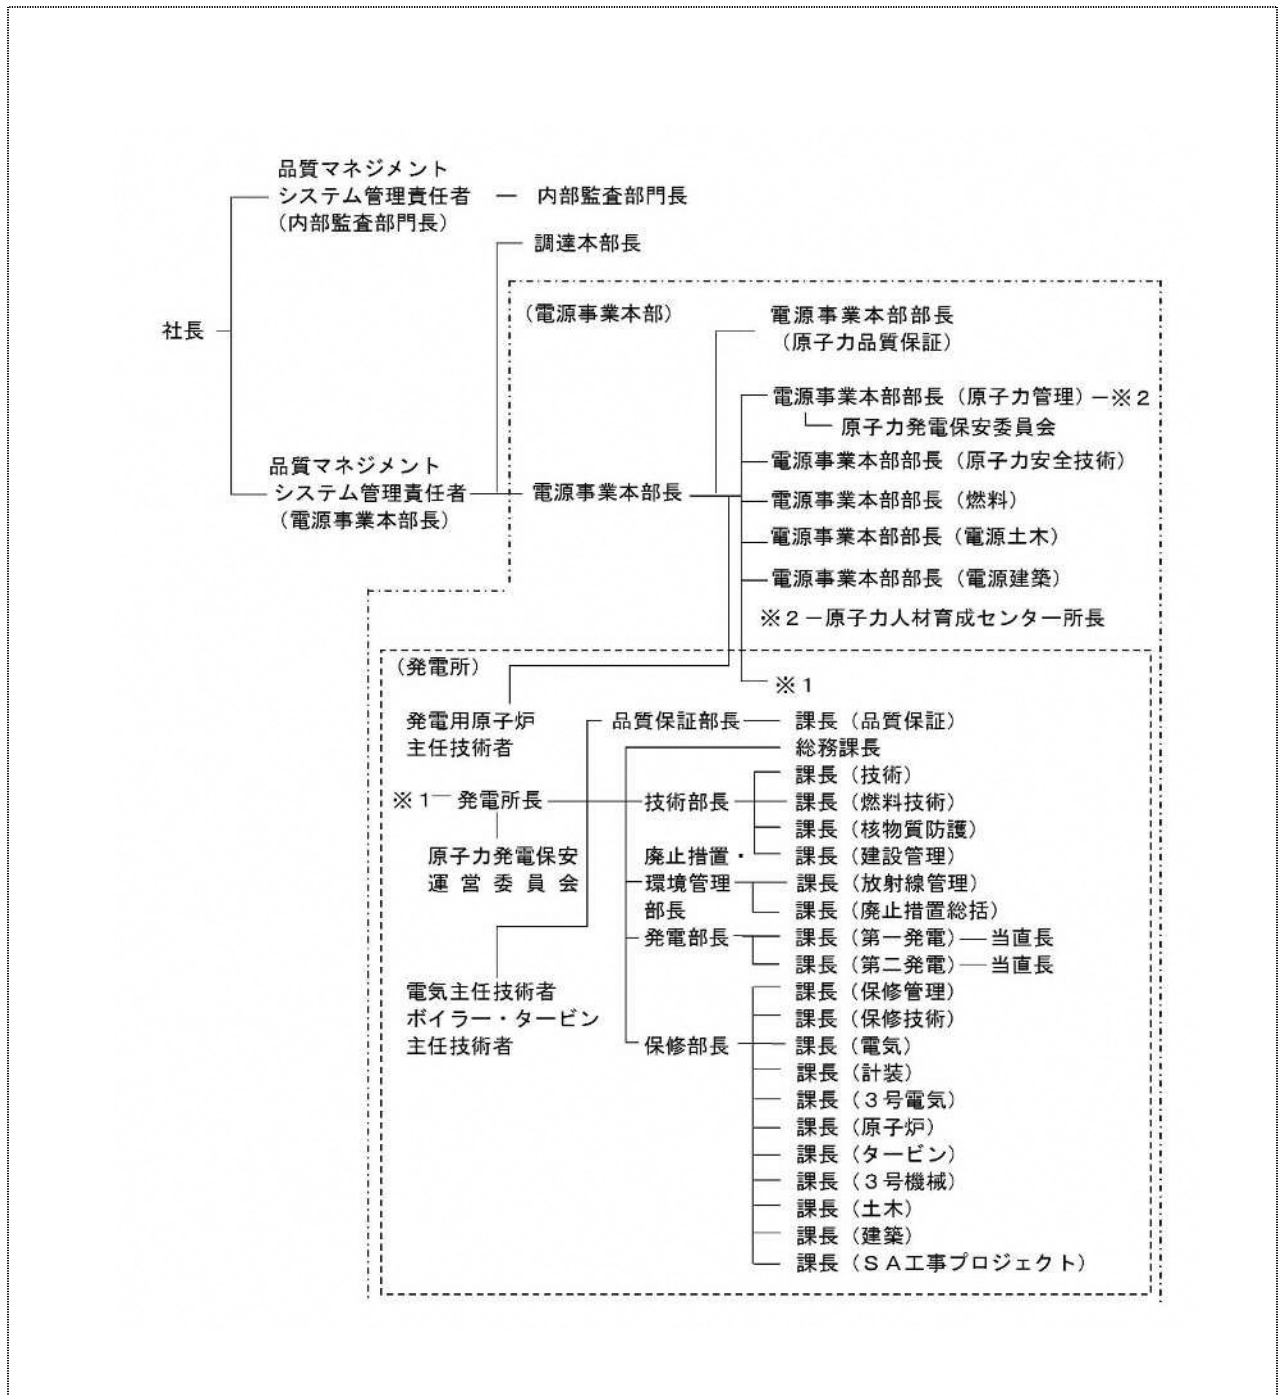 品質マネジメント
システム管理責任者 － 内部監査部門長
（内部監査部門長）
調達本部長
（電源事業本部）
電源事業本部部長
（原子力品質保証）
社長
電源事業本部部長（原子力管理）－※２
原子力発電保安委員会
電源事業本部部長（原子力安全技術）
品質マネジメント
システム管理責任者
（電源事業本部長）
電源事業本部長
電源事業本部部長（燃料）
電源事業本部部長（電源土木）
電源事業本部部長（電源建築）
※２－原子力人材育成センター所長
（発電所）
※１
発電用原子炉
主任技術者
品質保証部長
課長（品質保証）
総務課長
課長（技術）
※１－発電所長
技術部長
課長（燃料技術）
課長（核物質防護）
課長（建設管理）
原子力発電保安
運営委員会
廃止措置・
環境管理
部長
課長（放射線管理）
課長（廃止措置総括）
発電部長
課長（第一発電）－当直長
課長（第二発電）－当直長
電気主任技術者
ボイラー・タービン
主任技術者
保修部長
課長（保修管理）
課長（保修技術）
課長（電気）
課長（計装）
課長（３号電気）
課長（原子炉）
課長（タービン）
課長（３号機械）
課長（土木）
課長（建築）
課長（ＳＡ工事プロジェクト）